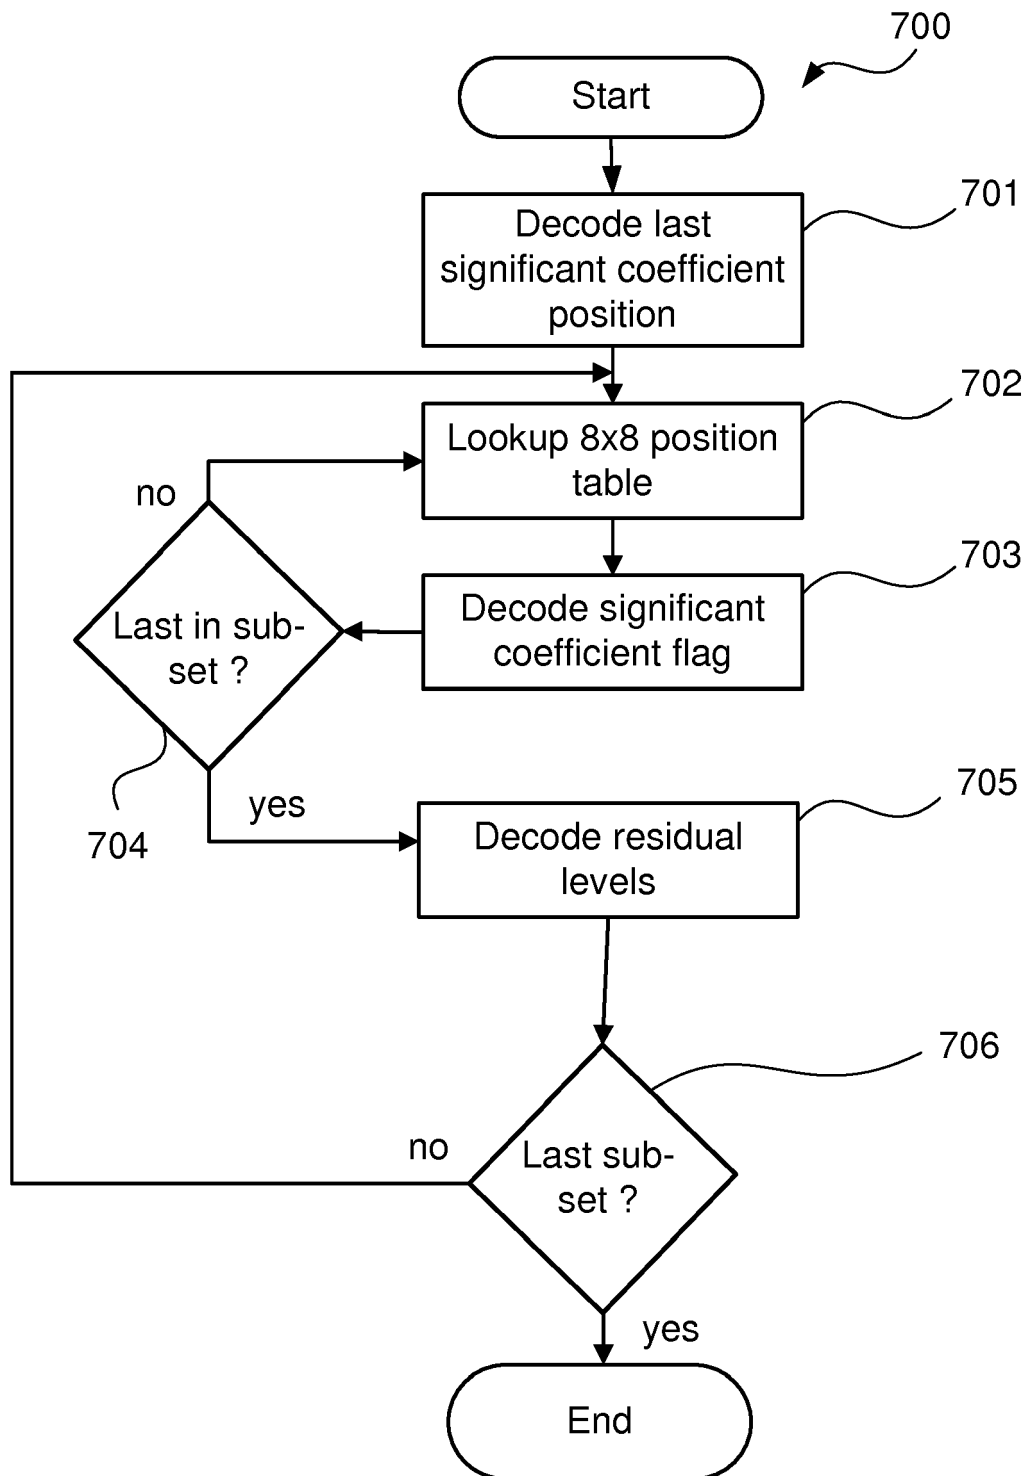 700
Start
701
Decode last
significant coefficient
position
702
Lookup 8x8 position
table
no
703
Decode significant
coefficient flag
Last in sub-
set ?
704
yes
705
Decode residual
levels
706
no
Last sub-
set ?
yes
End